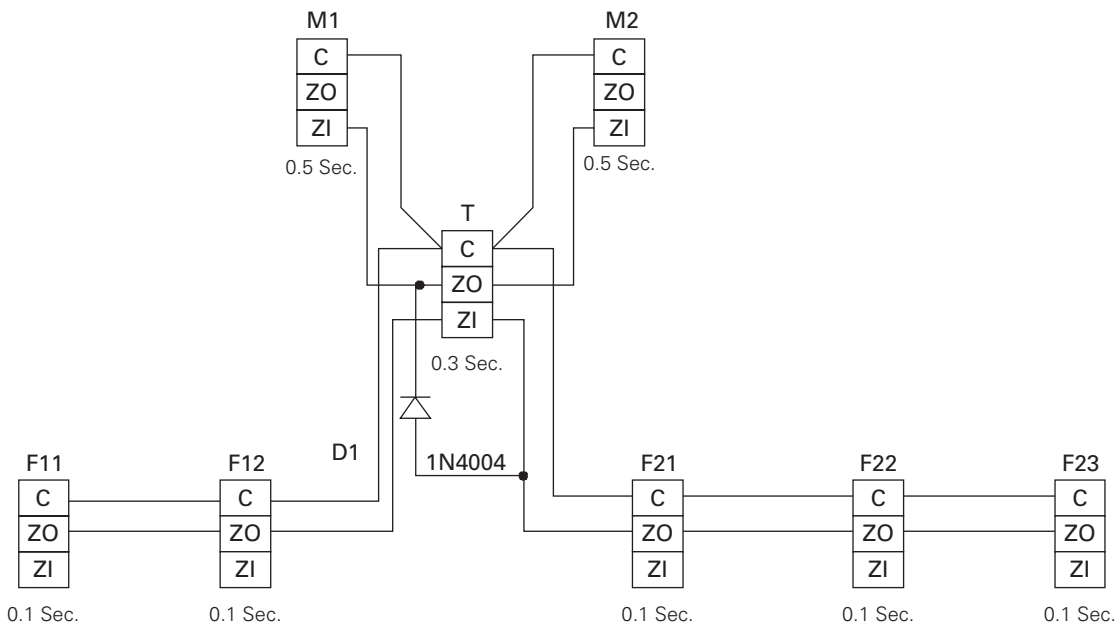 M1 M2
C C
ZO ZO
ZI ZI
0.5 Sec. 0.5 Sec.
T
C
ZO
ZI
0.3 Sec.
D1 1N4004
F11 F12 F21 F22 F23
C C C C C
ZO ZO ZO ZO ZO
ZI ZI ZI ZI ZI
0.1 Sec. 0.1 Sec. 0.1 Sec. 0.1 Sec. 0.1 Sec.